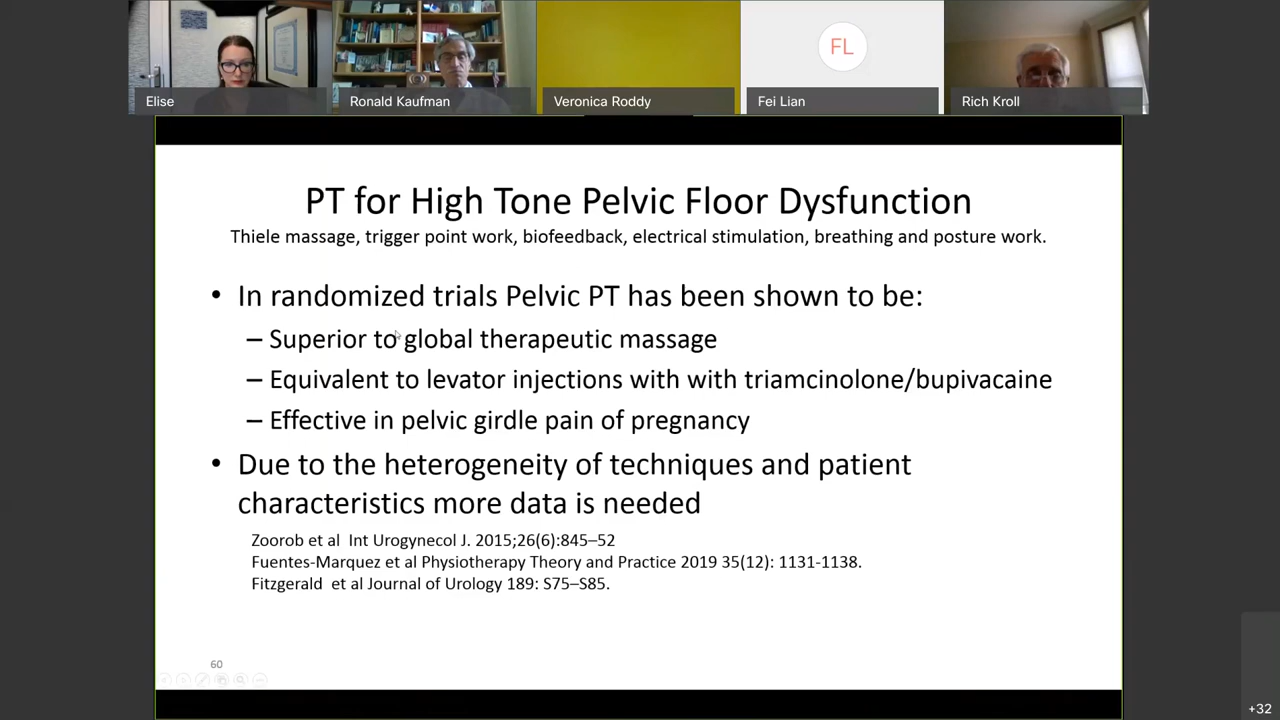 Elise
Ronald Kaufman
Veronica Roddy
FL
Fei Lian
Rich Kroll
PT for High Tone Pelvic Floor Dysfunction
Thiele massage, trigger point work, biofeedback, electrical stimulation, breathing and posture work.
• In randomized trials Pelvic PT has been shown to be:
– Superior to global therapeutic massage
– Equivalent to levator injections with with triamcinolone/bupivacaine
– Effective in pelvic girdle pain of pregnancy
• Due to the heterogeneity of techniques and patient
characteristics more data is needed
Zoorob et al Int Urogynecol J. 2015;26(6):845–52
Fuentes-Marquez et al Physiotherapy Theory and Practice 2019 35(12): 1131-1138.
Fitzgerald et al Journal of Urology 189: S75–S85.
60
+32